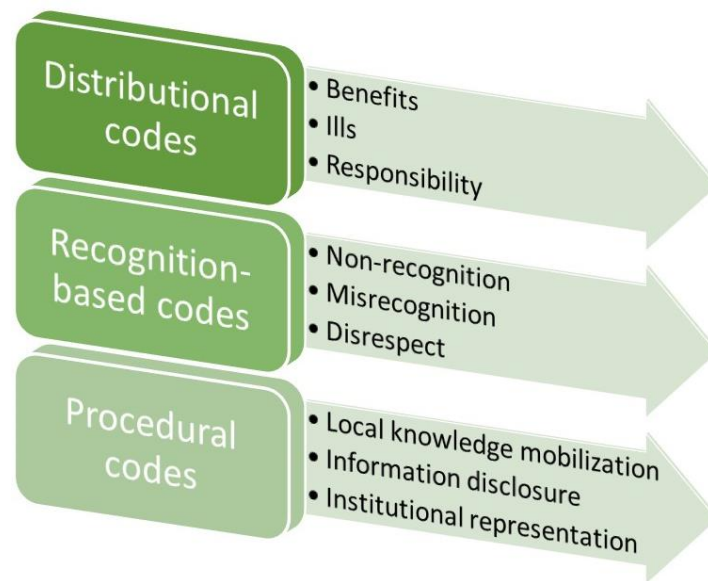 Distributional
codes
• Benefits
• Ills
• Responsibility
Recognition-
based codes
• Non-recognition
• Misrecognition
• Disrespect
Procedural
codes
• Local knowledge mobilization
• Information disclosure
• Institutional representation